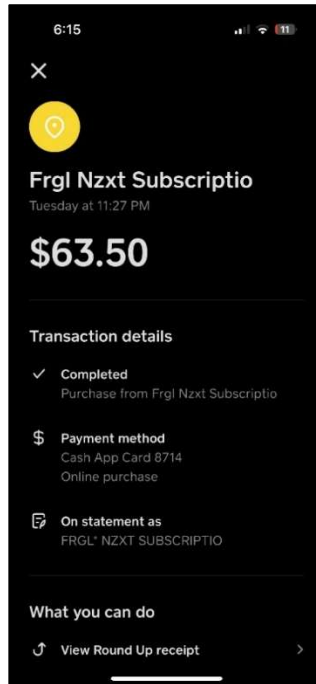 6:15
11
Frgl Nzxt Subscriptio
Tuesday at 11:27 PM
$63.50
Transaction details
Completed
Purchase from Frgl Nzxt Subscriptio
$ Payment method
Cash App Card 8714
Online purchase
On statement as
FRGL* NZXT SUBSCRIPTIO
What you can do
View Round Up receipt